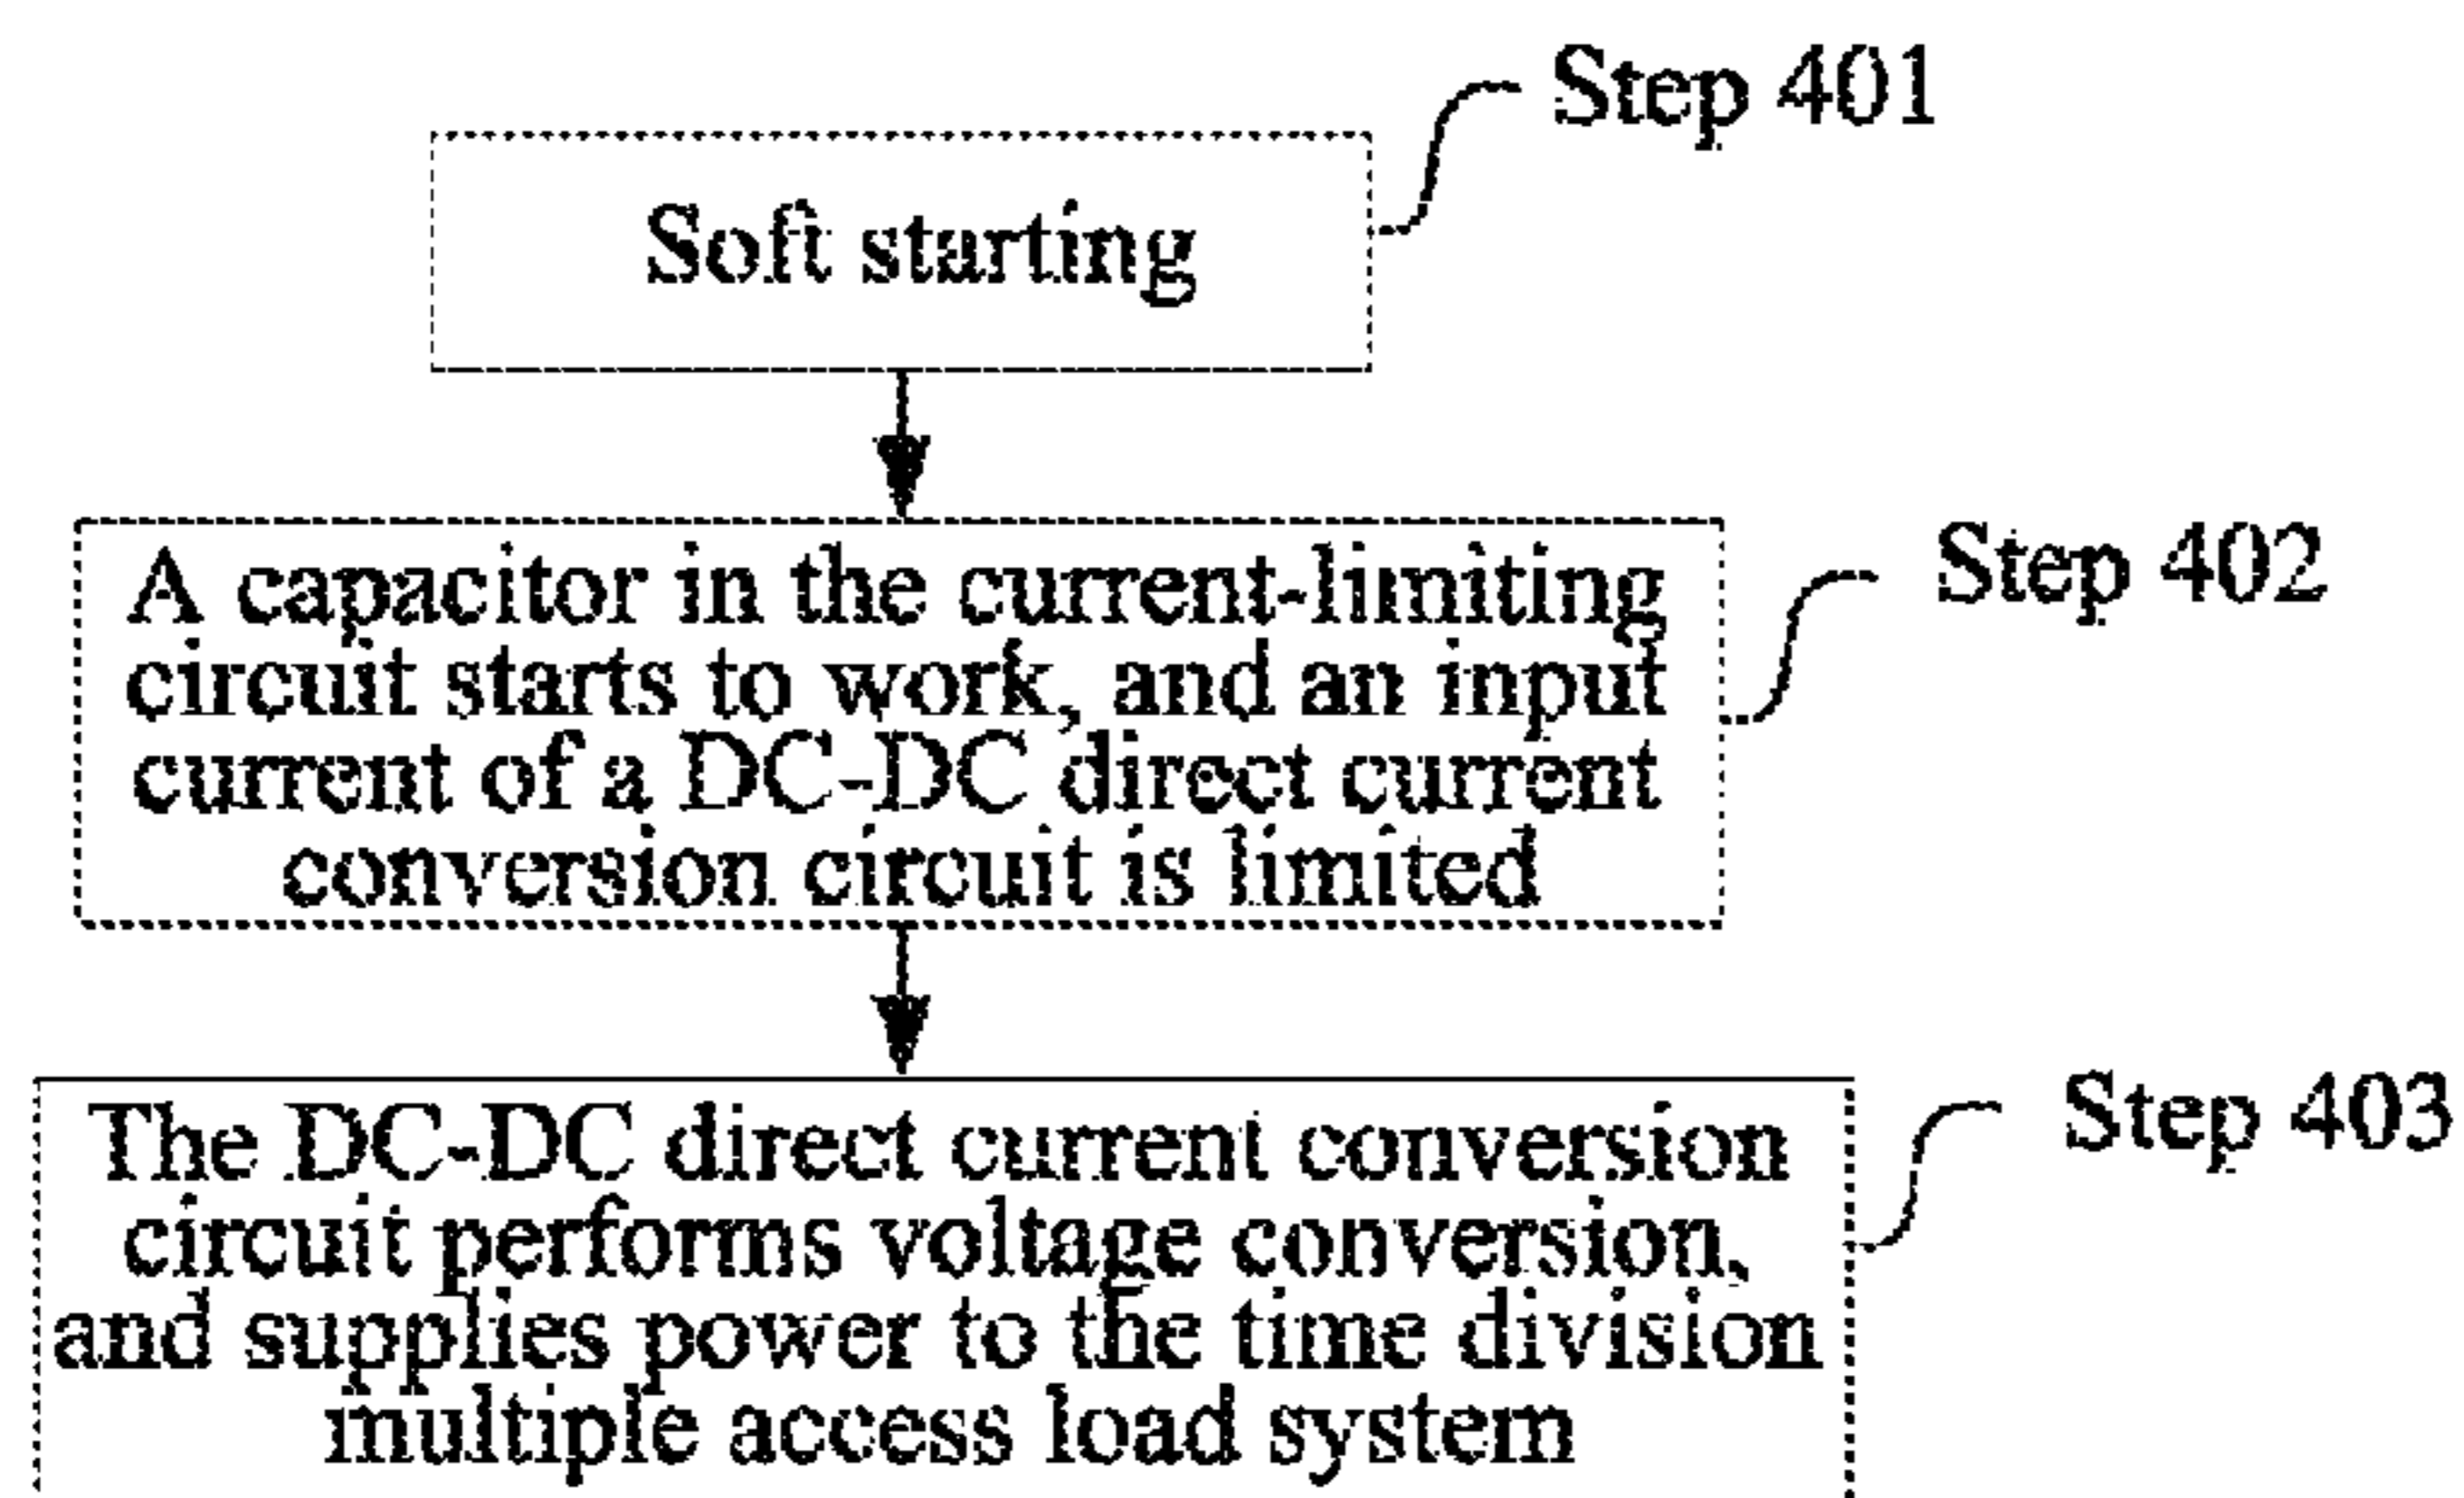 Step 401
Soft starting
A capacitor in the current-limiting
Step 402
circuit starts to work, and an input
current of a DC-DC direct current
conversion circuit is limited
The DC-DC direct current conversion
Step 403
circuit performs voltage conversion,
and supplies power to the time division
multiple access load system